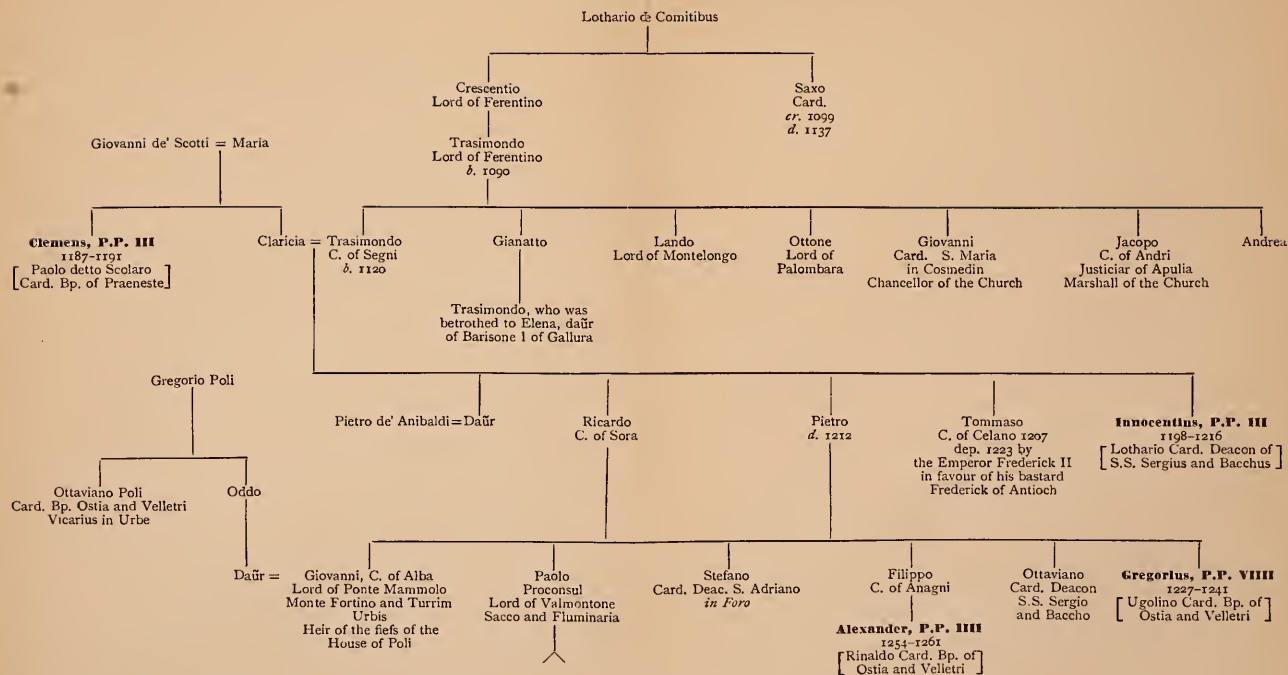 Lothario de Comitibus
Crescentio
Lord of Ferentino
Saxo
Card.
cr. 1099
d. 1137
Giovanni de' Scotti = Maria
Trasimondo
Lord of Ferentino
b. 1090
Clemens, P.P. III
1187-1191
[Paolo detto Scolaro
Card. Bp. of Praeneste]
Claricia = Trasimondo
C. of Segni
b. 1120
Gianatto
Lando
Lord of Montelongo
Ottone
Lord of
Palombara
Giovanni
Card. S. Maria
in Cosmedin
Chancellor of the Church
Jacopo
C. of Andri
Justiciar of Apulia
Marshall of the Church
Andrea
Trasimondo, who was
betrothed to Elena, daũr
of Barisone I of Gallura
Gregorio Poli
Pietro de' Anibaldi=Daũr
Ricardo
C. of Sora
Pietro
d. 1212
Tommaso
C. of Celano 1207
dep. 1223 by
the Emperor Frederick II
in favour of his bastard
Frederick of Antioch
Innocentius, P.P. III
1198-1216
[Lothario Card. Deacon of
S.S. Sergius and Bacchus]
Ottaviano Poli
Card. Bp. Ostia and Velletri
Vicarius in Urbe
Oddo
Daũr =
Giovanni, C. of Alba
Lord of Ponte Mammolo
Monte Fortino and Turrim
Urbis
Heir of the fiefs of the
House of Poli
Paolo
Proconsul
Lord of Valmontone
Sacco and Fluminaria
Stefano
Card. Deac. S. Adriano
in Foro
Filippo
C. of Anagni
Ottaviano
Card. Deacon
S.S. Sergio
and Baccho
Gregorius, P.P. VIIII
1227-1241
[Ugolino Card. Bp. of
Ostia and Velletri]
Alexander, P.P. IIII
1254-1261
[Rinaldo Card. Bp. of
Ostia and Velletri]